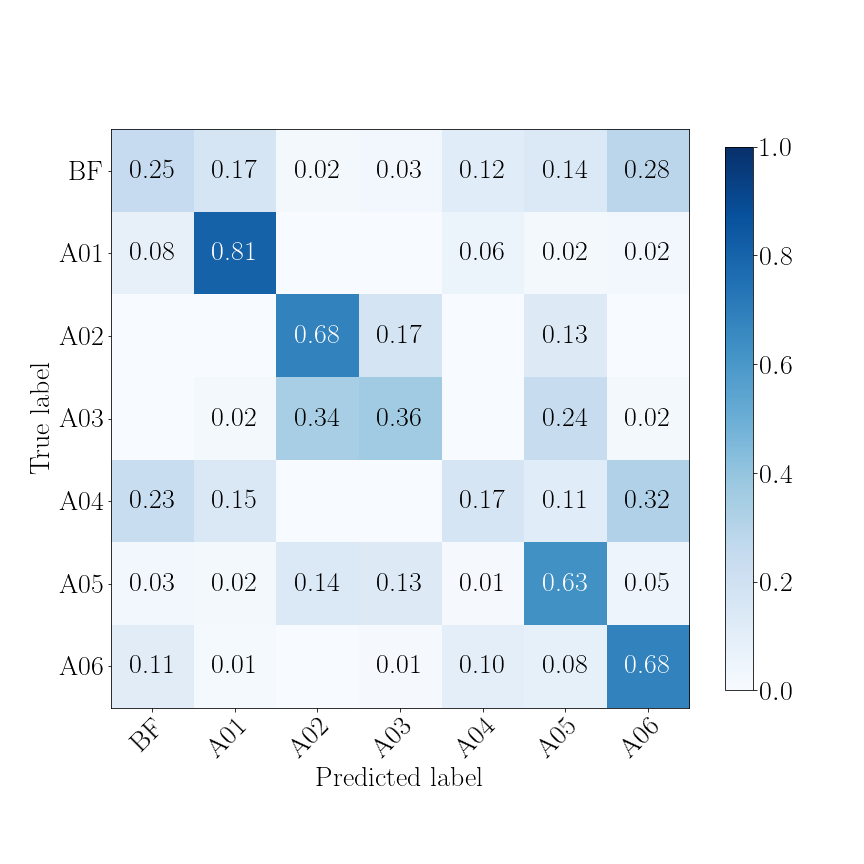 BF 0.25 0.17 0.02 0.03 0.12 0.14 0.28
A01 0.08 0.81 0.06 0.02 0.02
A02 0.68 0.17 0.13
A03 0.02 0.34 0.36 0.24 0.02
A04 0.23 0.15 0.17 0.11 0.32
A05 0.03 0.02 0.14 0.13 0.01 0.63 0.05
A06 0.11 0.01 0.01 0.10 0.08 0.68
BF A01 A02 A03 A04 A05 A06
Predicted label
True label
1.0
0.8
0.6
0.4
0.2
0.0